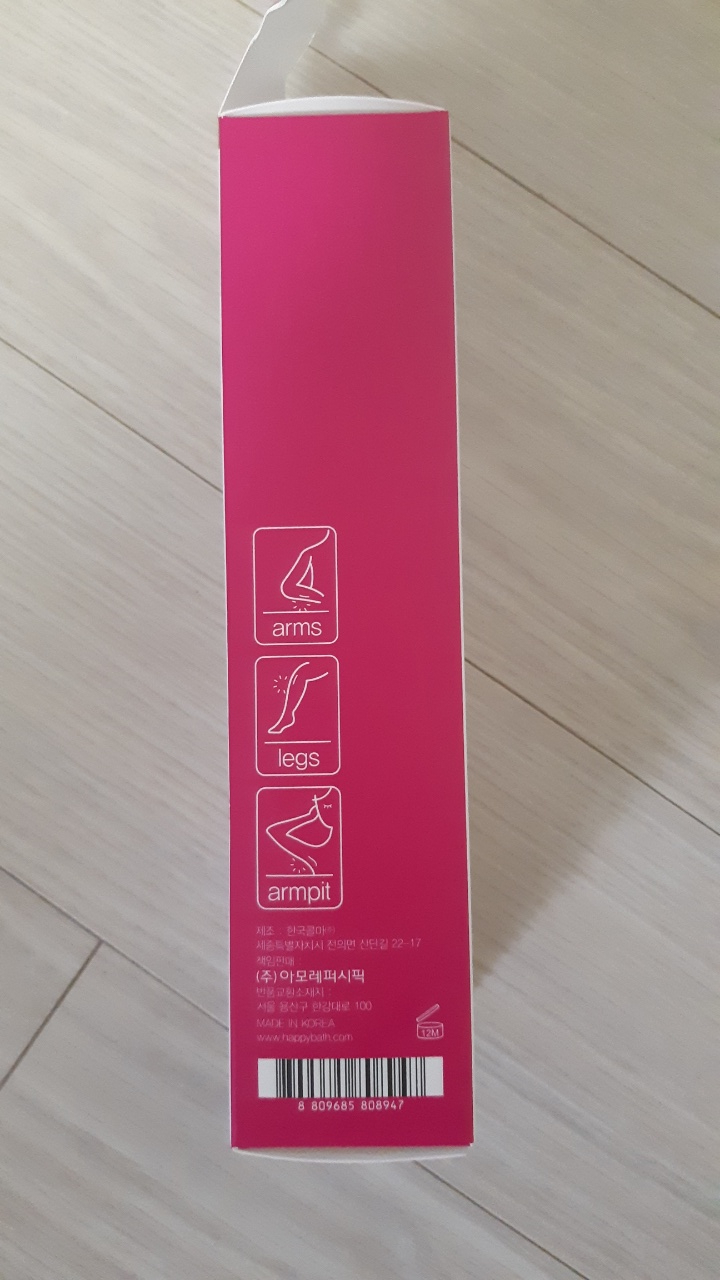 arms
legs
armpit
제조 : 한국콜마㈜
세종특별자치시 전의면 산단길 22-17
책임판매 :
(주)아모레퍼시픽
반품교환소재지 :
서울 용산구 한강대로 100
MADE IN KOREA
www.happybath.com
12M
8 809685 808947